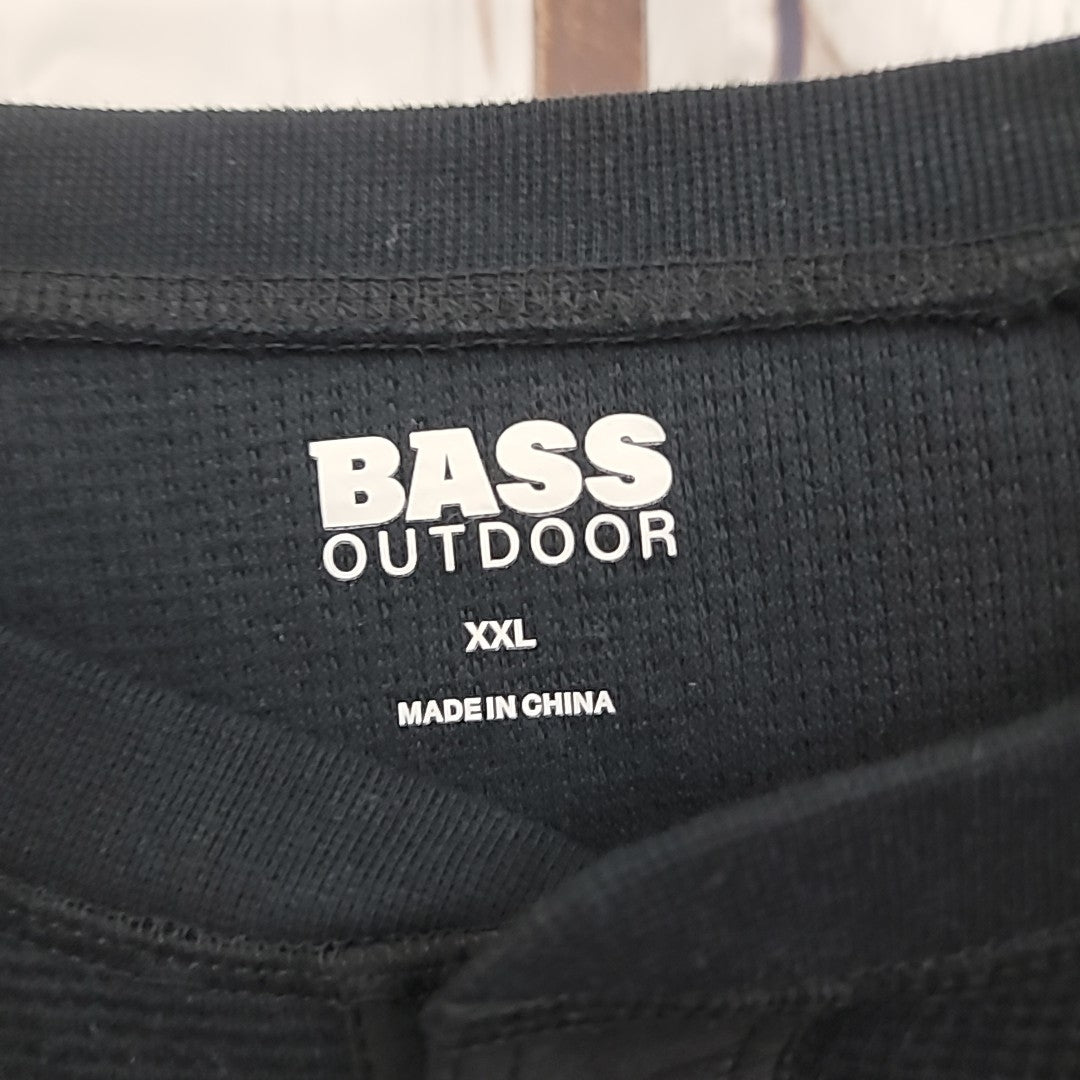 BASS
OUTDOOR
XXL
MADE IN CHINA